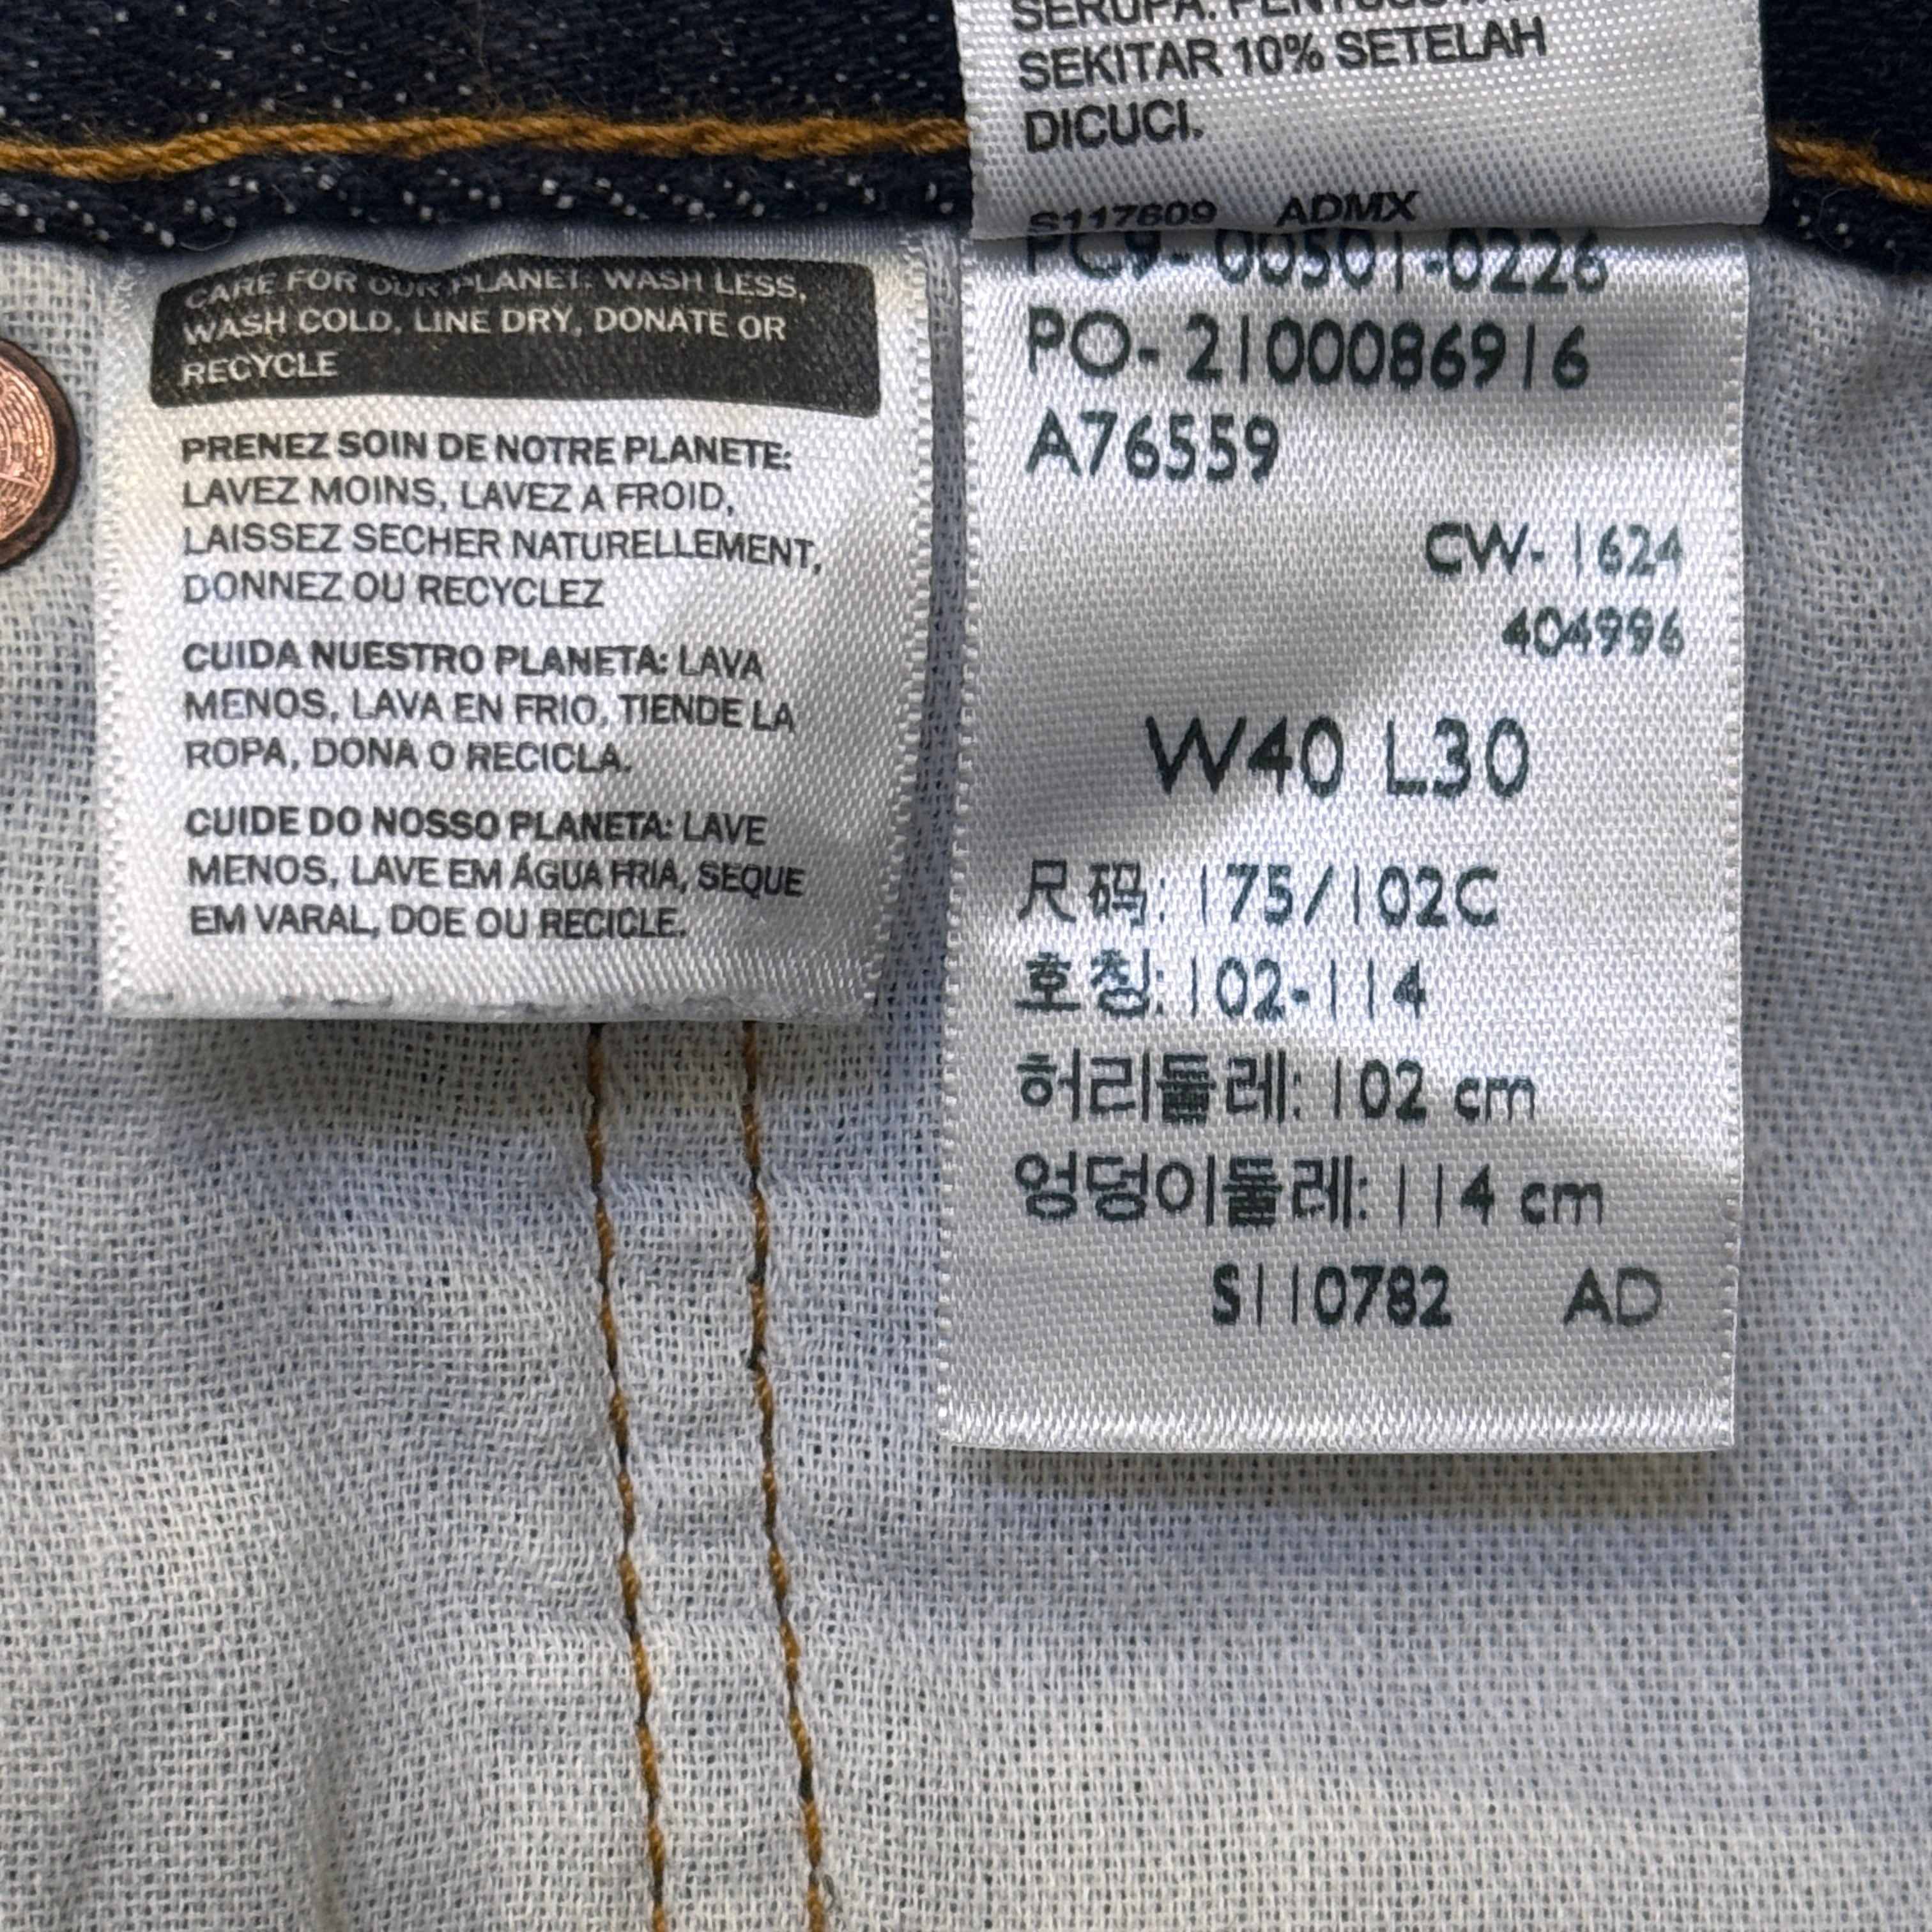 SEKITAR 10% SETELAH
DICUCI.
S117609 ADMX
CARE FOR OUR PLANET: WASH LESS,
WASH COLD, LINE DRY, DONATE OR
RECYCLE
PRENEZ SOIN DE NOTRE PLANETE:
LAVEZ MOINS, LAVEZ A FROID,
LAISSEZ SECHER NATURELLEMENT,
DONNEZ OU RECYCLEZ
CUIDA NUESTRO PLANETA: LAVA
MENOS, LAVA EN FRIO, TIENDE LA
ROPA, DONA O RECICLA.
CUIDE DO NOSSO PLANETA: LAVE
MENOS, LAVE EM ÁGUA FRIA, SEQUE
EM VARAL, DOE OU RECICLE.
PC9- 00501-0226
PO- 2100086916
A76559
CW- 1624
404996
W40 L30
尺码: 175/102C
호칭: 102-114
허리둘레: 102 cm
엉덩이둘레: 114 cm
S110782 AD